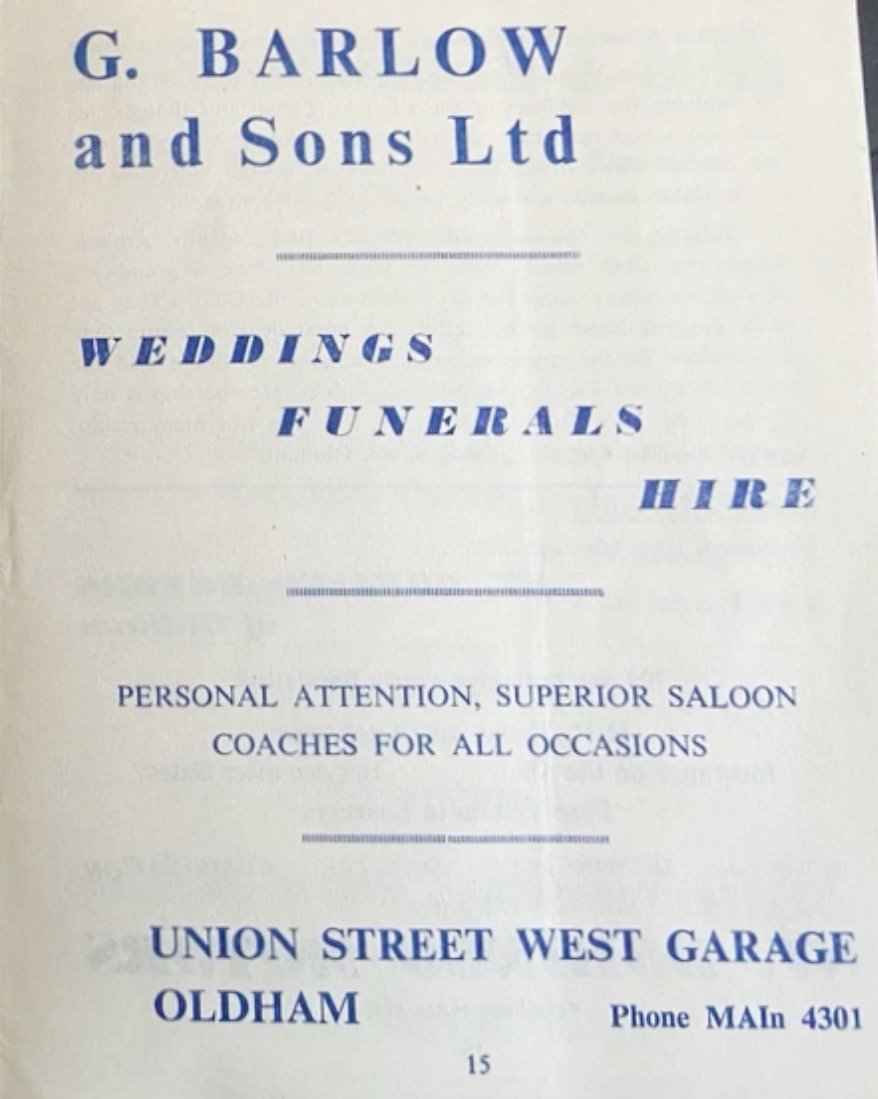 G. BARLOW
and Sons Ltd
WEDDINGS
FUNERALS
HIRE
PERSONAL ATTENTION, SUPERIOR SALOON
COACHES FOR ALL OCCASIONS
UNION STREET WEST GARAGE
OLDHAM Phone MAIn 4301
15